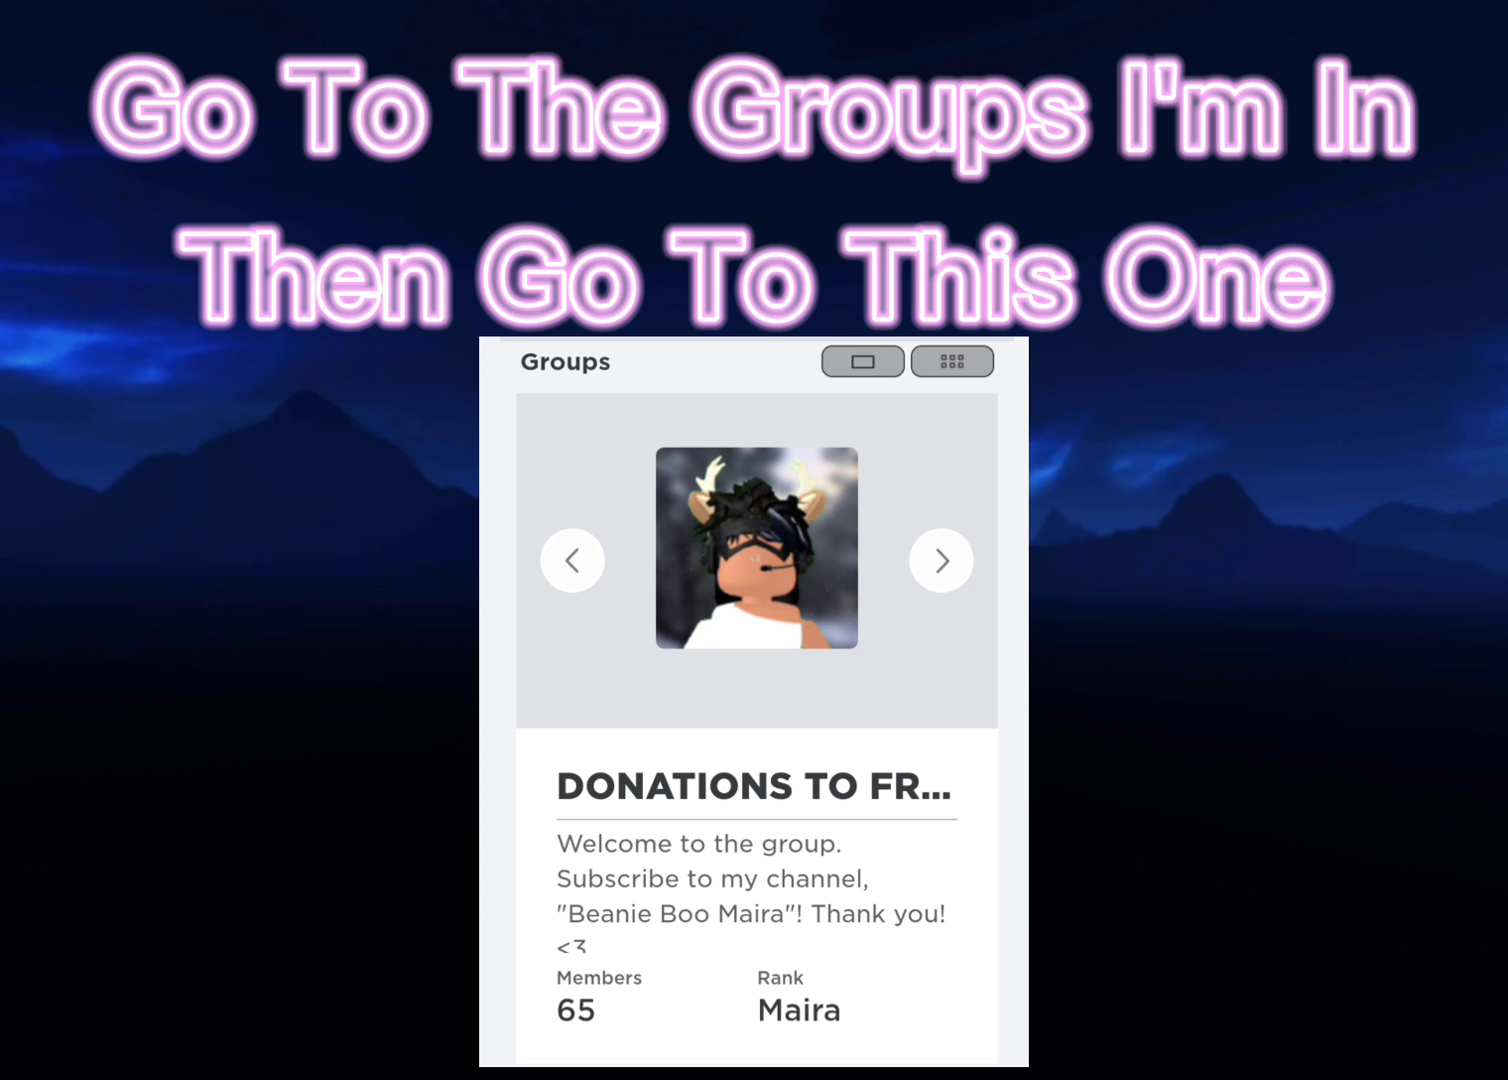 Go To The Groups I'm In
Then Go To This One
Groups
DONATIONS TO FR...
Welcome to the group.
Subscribe to my channel,
"Beanie Boo Maira"! Thank you!
<3
Members
Rank
65
Maira